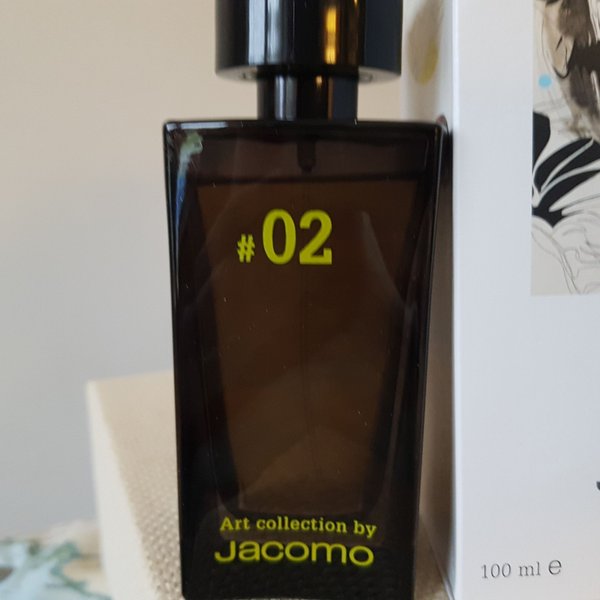 #02
Art collection by
Jacomo
100 ml e